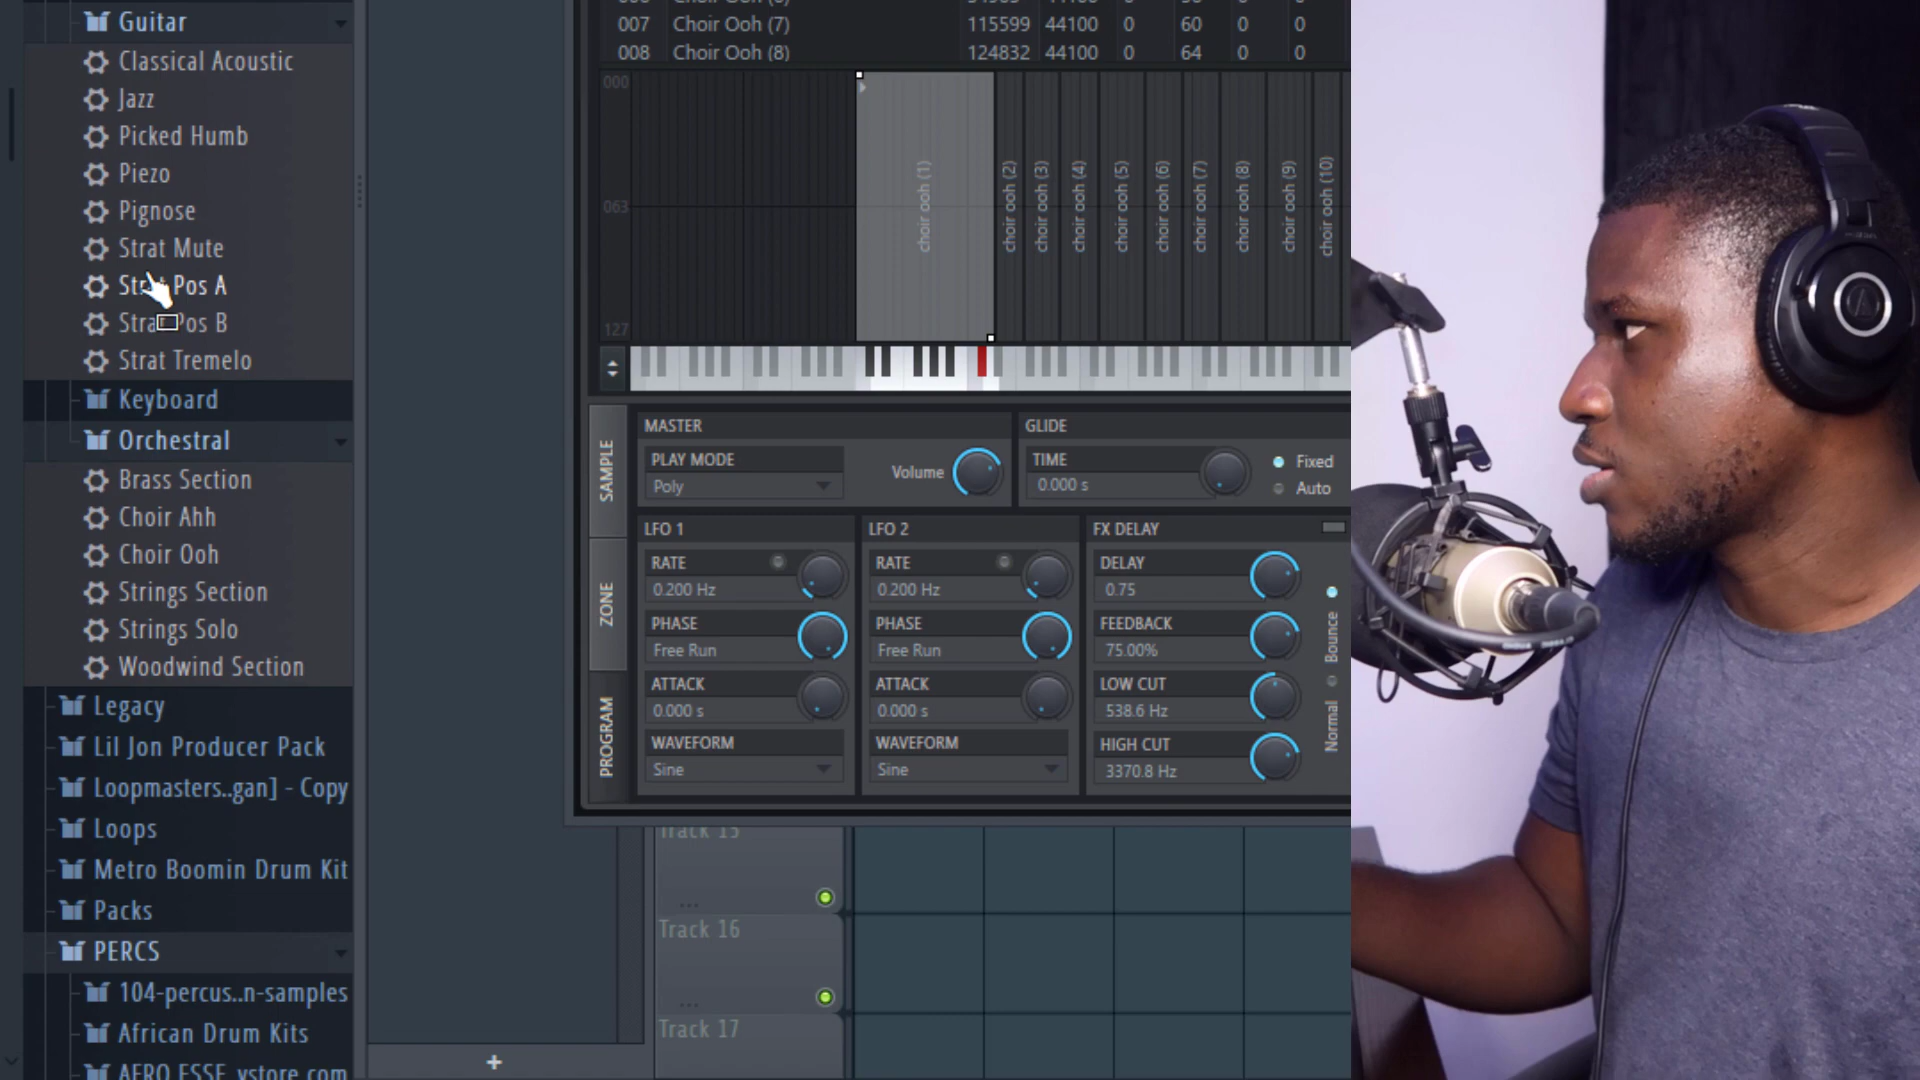 Guitar
Classical Acoustic
Jazz
Picked Humb
Piezo
Pignose
Strat Mute
Pos A
Pos B
Strat Tremelo
Keyboard
Orchestral
Brass Section
Choir Ahh
Choir Ooh
Strings Section
Strings Solo
Woodwind Section
Legacy
Lil Jon Producer Pack
Loopmasters..gan] - Copy
Loops
Metro Boomin Drum Kit
Packs
PERCS
104-percus..n-samples
African Drum Kits
007 Choir Ooh (7) 115599 44100 0 60 0 0
008 Choir Ooh (8) 124832 44100 0 64 0 0
000
063
127
choir ooh (1)
choir ooh (2)
choir ooh (3)
choir ooh (4)
choir ooh (5)
choir ooh (6)
choir ooh (7)
choir ooh (8)
choir ooh (9)
choir ooh (10)
SAMPLE
ZONE
PROGRAM
MASTER
PLAY MODE
Poly
Volume
GLIDE
TIME
0.000 s
Fixed
Auto
LFO 1
RATE
0.200 Hz
PHASE
Free Run
ATTACK
0.000 s
WAVEFORM
Sine
LFO 2
RATE
0.200 Hz
PHASE
Free Run
ATTACK
0.000 s
WAVEFORM
Sine
FX DELAY
DELAY
0.75
FEEDBACK
75.00%
LOW CUT
538.6 Hz
HIGH CUT
3370.8 Hz
Bounce
Normal
Track 15
Track 16
Track 17